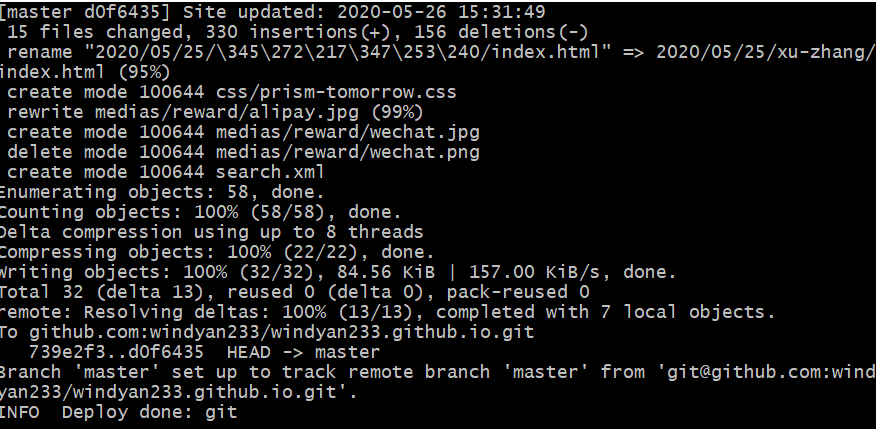 [master d0f6435] Site updated: 2020-05-26 15:31:49
15 files changed, 330 insertions(+), 156 deletions(-)
rename "2020/05/25/\345\272\217\347\253\240/index.html" => 2020/05/25/xu-zhang/
index.html (95%)
create mode 100644 css/prism-tomorrow.css
rewrite medias/reward/alipay.jpg (99%)
create mode 100644 medias/reward/wechat.jpg
delete mode 100644 medias/reward/wechat.png
create mode 100644 search.xml
Enumerating objects: 58, done.
Counting objects: 100% (58/58), done.
Delta compression using up to 8 threads
Compressing objects: 100% (22/22), done.
Writing objects: 100% (32/32), 84.56 KiB | 157.00 KiB/s, done.
Total 32 (delta 13), reused 0 (delta 0), pack-reused 0
remote: Resolving deltas: 100% (13/13), completed with 7 local objects.
To github.com:windyan233/windyan233.github.io.git
739e2f3..d0f6435  HEAD -> master
Branch 'master' set up to track remote branch 'master' from 'git@github.com:wind
yan233/windyan233.github.io.git'.
INFO  Deploy done: git